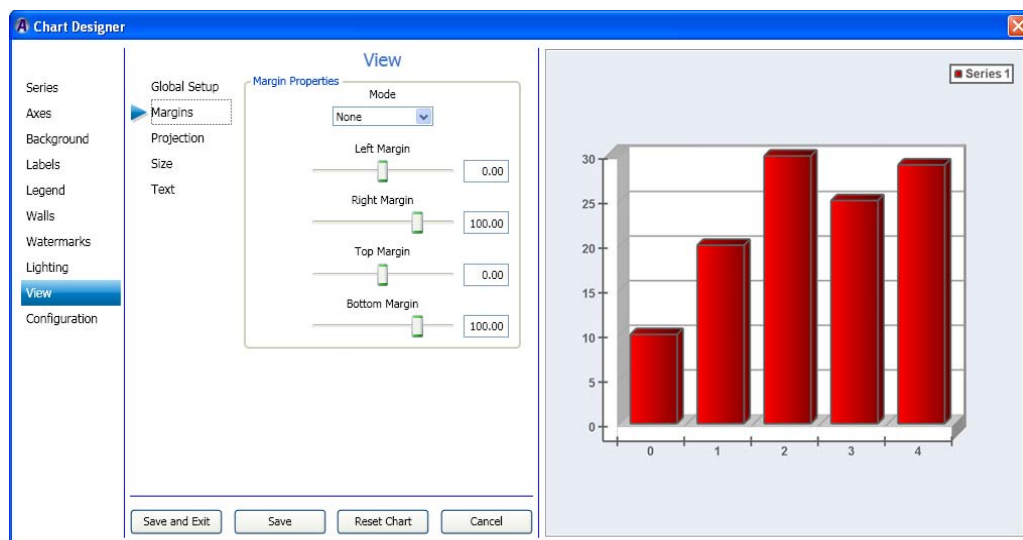 Chart Designer
Series
Axes
Background
Labels
Legend
Walls
Watermarks
Lighting
View
Configuration
Global Setup
Margins
Projection
Size
Text
View
Margin Properties
Mode
None
Left Margin
0.00
Right Margin
100.00
Top Margin
0.00
Bottom Margin
100.00
Save and Exit
Save
Reset Chart
Cancel
Series 1
30
25
20
15
10
5
0
0 1 2 3 4